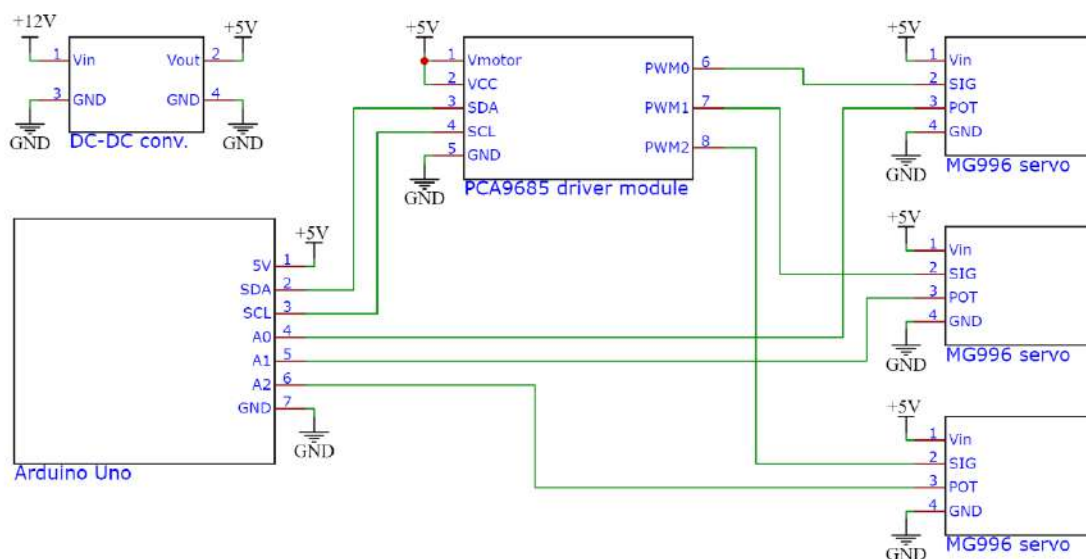 +12V
+5V
1 Vin
Vout 2
3 GND
GND 4
GND
GND
DC-DC conv.
+5V
1 Vmotor
2 VCC
3 SDA
4 SCL
5 GND
PWM0 6
PWM1 7
PWM2 8
GND
PCA9685 driver module
+5V
1 Vin
2 SIG
3 POT
4 GND
GND
MG996 servo
+5V
5V 1
SDA 2
SCL 3
A0 4
A1 5
A2 6
GND 7
GND
Arduino Uno
+5V
1 Vin
2 SIG
3 POT
4 GND
GND
MG996 servo
+5V
1 Vin
2 SIG
3 POT
4 GND
GND
MG996 servo